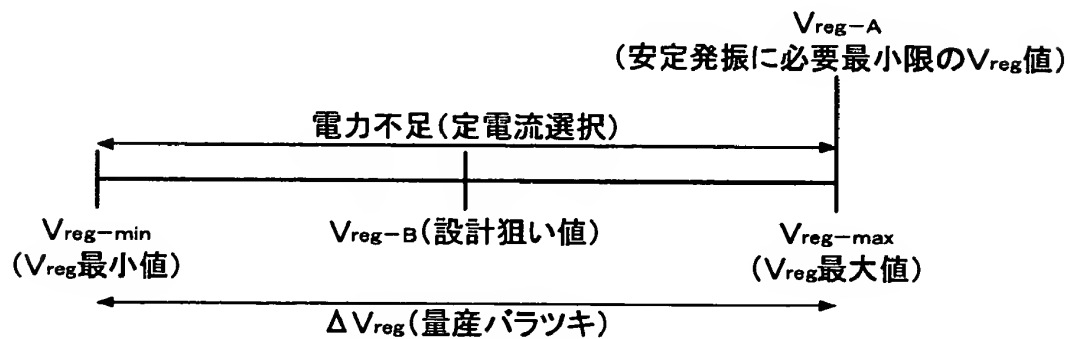 Vreg-A
(安定発振に必要最小限のVreg値)
電力不足(定電流選択)
Vreg-min
(Vreg最小値)
Vreg-B(設計狙い値)
Vreg-max
(Vreg最大値)
ΔVreg(量産バラツキ)